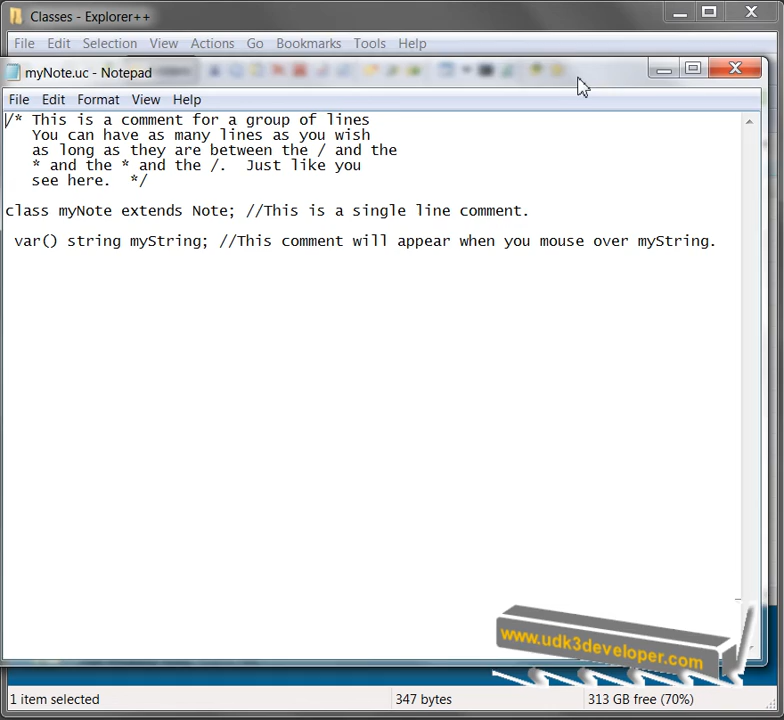 Classes - Explorer++
File Edit Selection View Actions Go Bookmarks Tools Help
myNote.uc - Notepad
File Edit Format View Help
/* This is a comment for a group of lines
You can have as many lines as you wish
as long as they are between the / and the
* and the * and the /. Just like you
see here. */
class myNote extends Note; //This is a single line comment.
var() string myString; //This comment will appear when you mouse over myString.
www.udk3developer.com
1 item selected 347 bytes 313 GB free (70%)